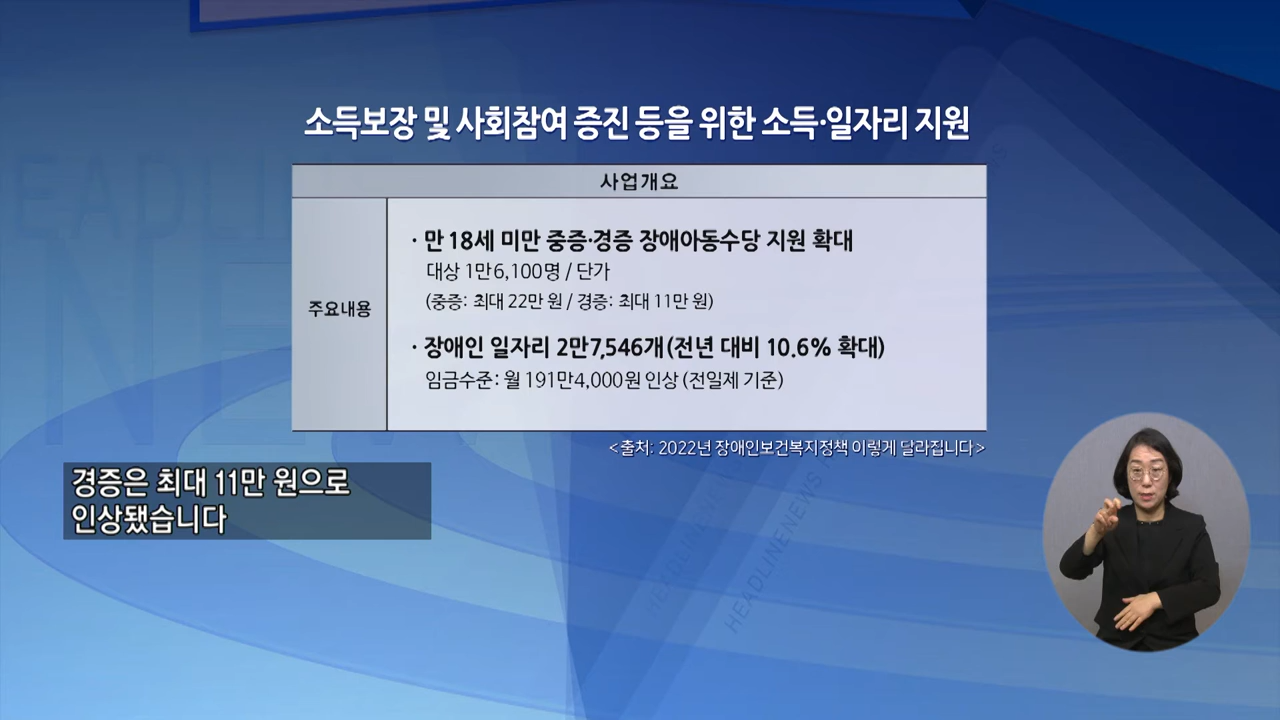 소득보장 및 사회참여 증진 등을 위한 소득·일자리 지원
사업개요
주요내용
· 만 18세 미만 중증·경증 장애아동수당 지원 확대
대상 1만 6,100명 / 단가
(중증: 최대 22만 원 / 경증: 최대 11만 원)
· 장애인 일자리 2만7,546개(전년 대비 10.6% 확대)
임금수준: 월 191만4,000원 인상 (전일제 기준)
<출처: 2022년 장애인보건복지정책 이렇게 달라집니다>
경증은 최대 11만 원으로
인상됐습니다
HEADLINE
HEADLINENEWS